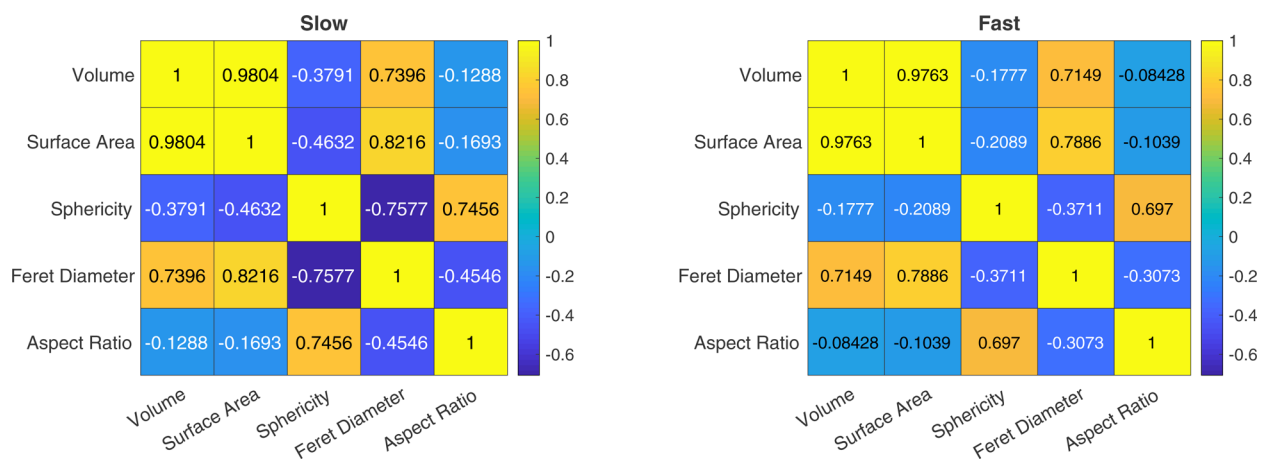 Slow
Volume 1 0.9804 -0.3791 0.7396 -0.1288
Surface Area 0.9804 1 -0.4632 0.8216 -0.1693
Sphericity -0.3791 -0.4632 1 -0.7577 0.7456
Feret Diameter 0.7396 0.8216 -0.7577 1 -0.4546
Aspect Ratio -0.1288 -0.1693 0.7456 -0.4546 1
Volume Surface Area Sphericity Feret Diameter Aspect Ratio
1
0.8
0.6
0.4
0.2
0
-0.2
-0.4
-0.6
Fast
Volume 1 0.9763 -0.1777 0.7149 -0.08428
Surface Area 0.9763 1 -0.2089 0.7886 -0.1039
Sphericity -0.1777 -0.2089 1 -0.3711 0.697
Feret Diameter 0.7149 0.7886 -0.3711 1 -0.3073
Aspect Ratio -0.08428 -0.1039 0.697 -0.3073 1
Volume Surface Area Sphericity Feret Diameter Aspect Ratio
1
0.8
0.6
0.4
0.2
0
-0.2
-0.4
-0.6